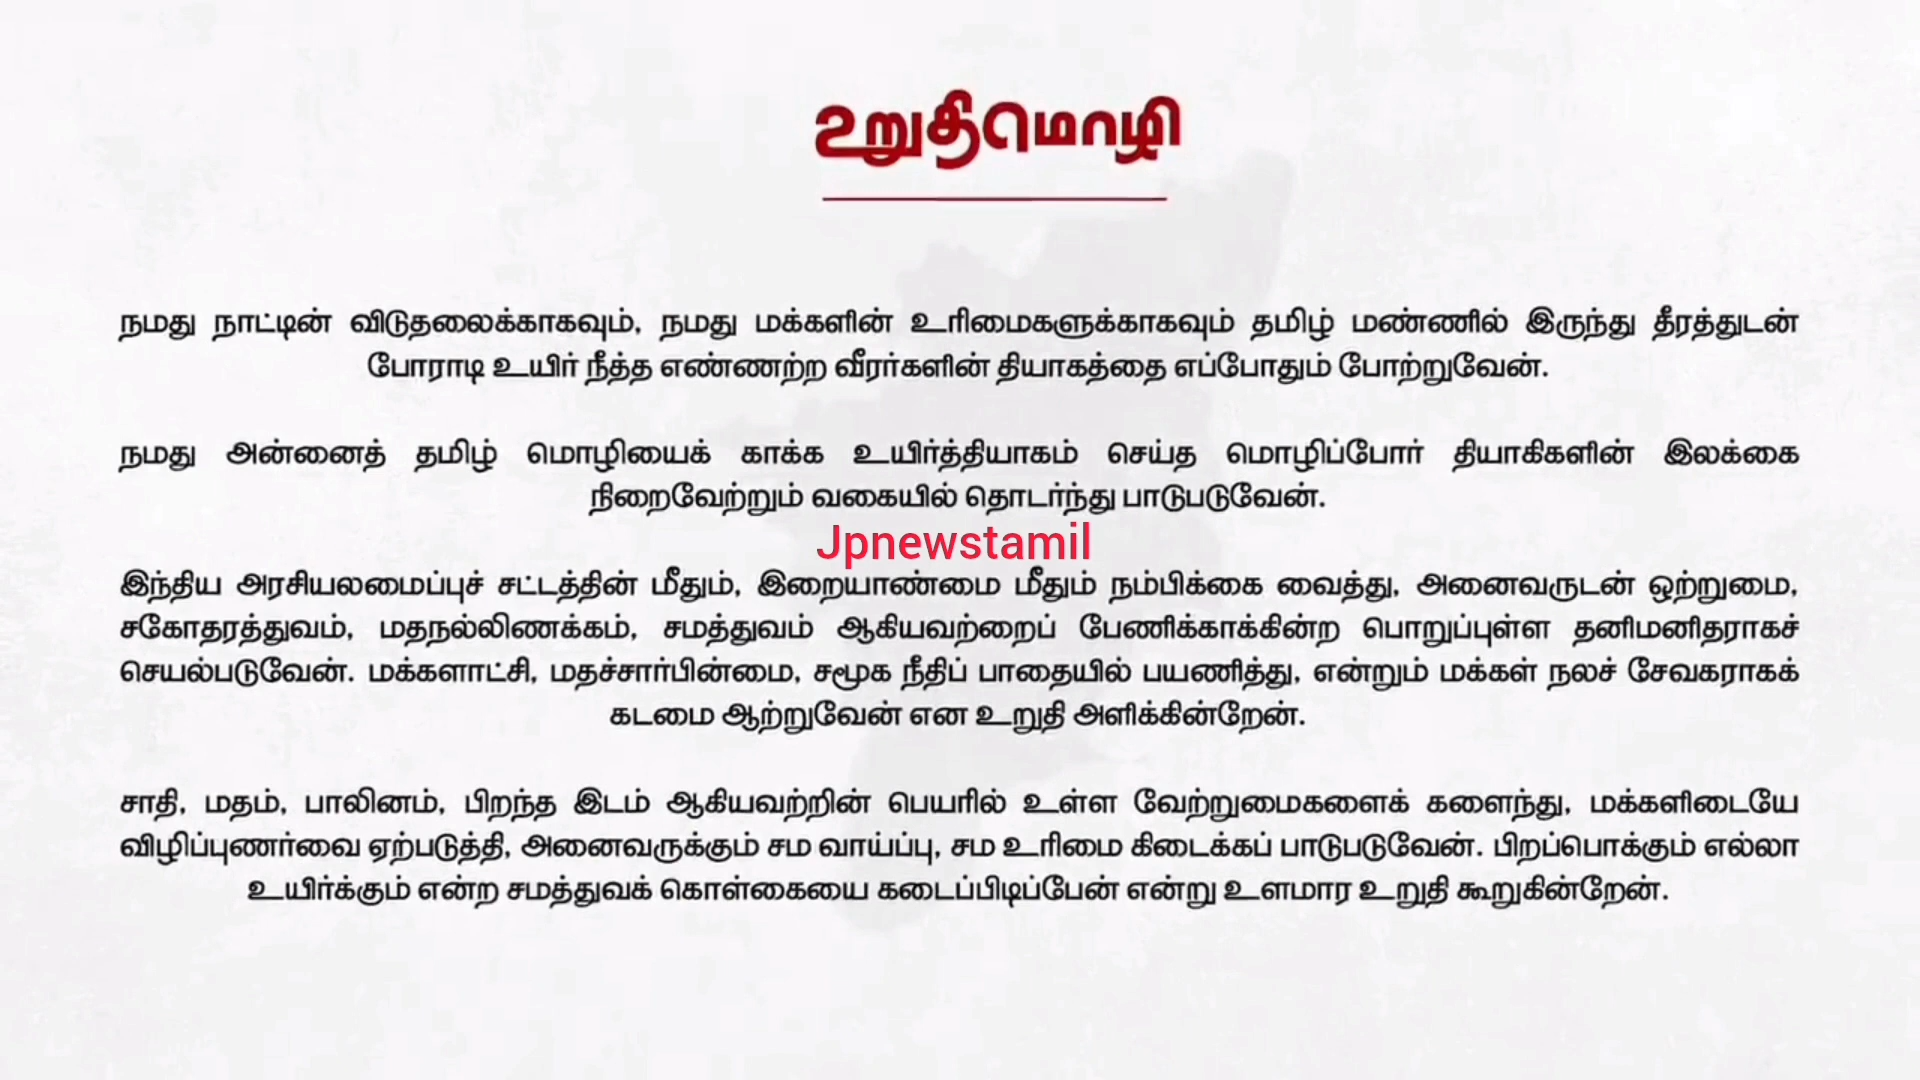 உறுதிமொழி
நமது நாட்டின் விடுதலைக்காகவும், நமது மக்களின் உரிமைகளுக்காகவும் தமிழ் மண்ணில் இருந்து தீரத்துடன்
போராடி உயிர் நீத்த எண்ணற்ற வீரர்களின் தியாகத்தை எப்போதும் போற்றுவேன்.
நமது அன்னைத் தமிழ் மொழியைக் காக்க உயிர்த்தியாகம் செய்த மொழிப்போர் தியாகிகளின் இலக்கை
நிறைவேற்றும் வகையில் தொடர்ந்து பாடுபடுவேன்.
Jpnewstamil
இந்திய அரசியலமைப்புச் சட்டத்தின் மீதும், இறையாண்மை மீதும் நம்பிக்கை வைத்து, அனைவருடன் ஒற்றுமை,
சகோதரத்துவம், மதநல்லிணக்கம், சமத்துவம் ஆகியவற்றைப் பேணிக்காக்கின்ற பொறுப்புள்ள தனிமனிதராகச்
செயல்படுவேன். மக்களாட்சி, மதச்சார்பின்மை, சமூக நீதிப் பாதையில் பயணித்து, என்றும் மக்கள் நலச் சேவகராகக்
கடமை ஆற்றுவேன் என உறுதி அளிக்கின்றேன்.
சாதி, மதம், பாலினம், பிறந்த இடம் ஆகியவற்றின் பெயரில் உள்ள வேற்றுமைகளைக் களைந்து, மக்களிடையே
விழிப்புணர்வை ஏற்படுத்தி, அனைவருக்கும் சம வாய்ப்பு, சம உரிமை கிடைக்கப் பாடுபடுவேன். பிறப்பொக்கும் எல்லா
உயிர்க்கும் என்ற சமத்துவக் கொள்கையை கடைப்பிடிப்பேன் என்று உளமார உறுதி கூறுகின்றேன்.